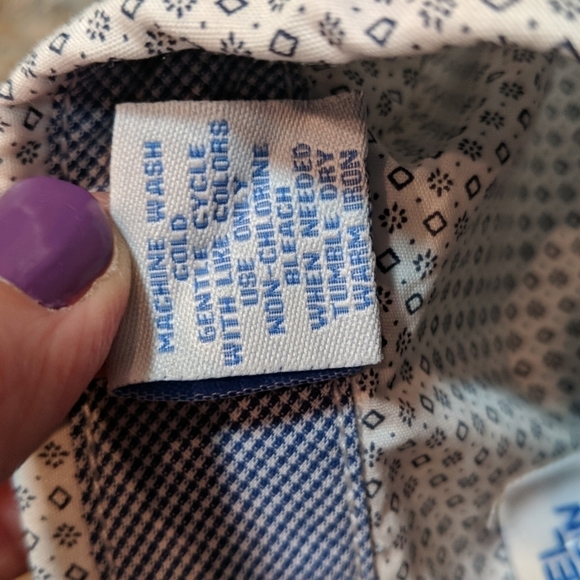 MACHINE WASH
COLD
GENTLE CYCLE
WITH LIKE COLORS
USE ONLY
NON-CHLORINE
BLEACH
WHEN NEEDED
TUMBLE DRY
WARM IRON